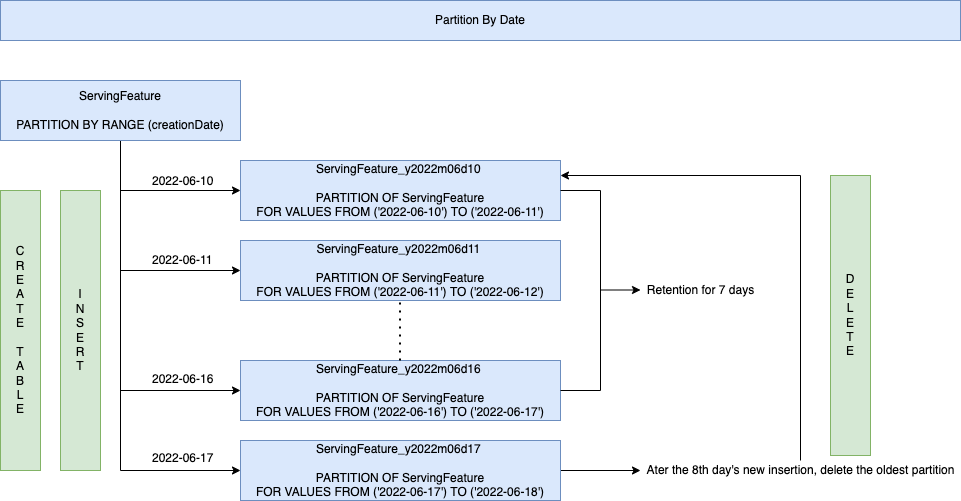 Partition By Date
ServingFeature
PARTITION BY RANGE (creationDate)
2022-06-10
ServingFeature_y2022m06d10
PARTITION OF ServingFeature
FOR VALUES FROM ('2022-06-10') TO ('2022-06-11')
2022-06-11
ServingFeature_y2022m06d11
PARTITION OF ServingFeature
FOR VALUES FROM ('2022-06-11') TO ('2022-06-12')
2022-06-16
ServingFeature_y2022m06d16
PARTITION OF ServingFeature
FOR VALUES FROM ('2022-06-16') TO ('2022-06-17')
2022-06-17
ServingFeature_y2022m06d17
PARTITION OF ServingFeature
FOR VALUES FROM ('2022-06-17') TO ('2022-06-18')
CREATE TABLE
INSERT
Retention for 7 days
Ater the 8th day's new insertion, delete the oldest partition
DELETE